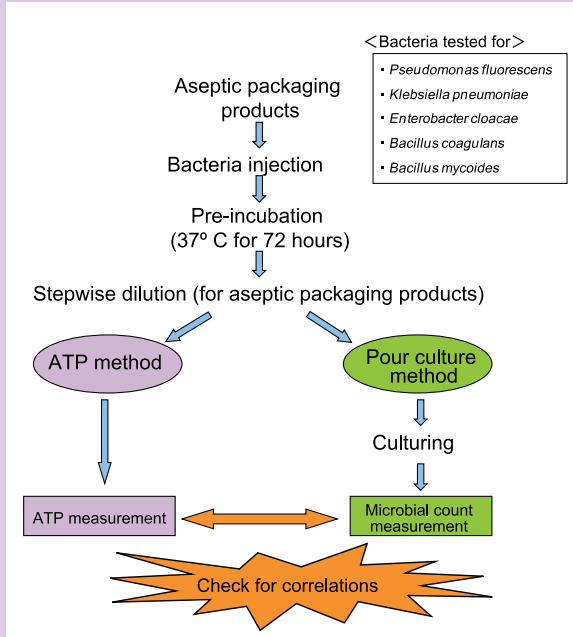 <Bacteria tested for>
・Pseudomonas fluorescens
・Klebsiella pneumoniae
・Enterobacter cloacae
・Bacillus coagulans
・Bacillus mycoides
Aseptic packaging
products
Bacteria injection
Pre-incubation
(37º C for 72 hours)
Stepwise dilution (for aseptic packaging products)
ATP method
Pour culture
method
Culturing
ATP measurement
Microbial count
measurement
Check for correlations